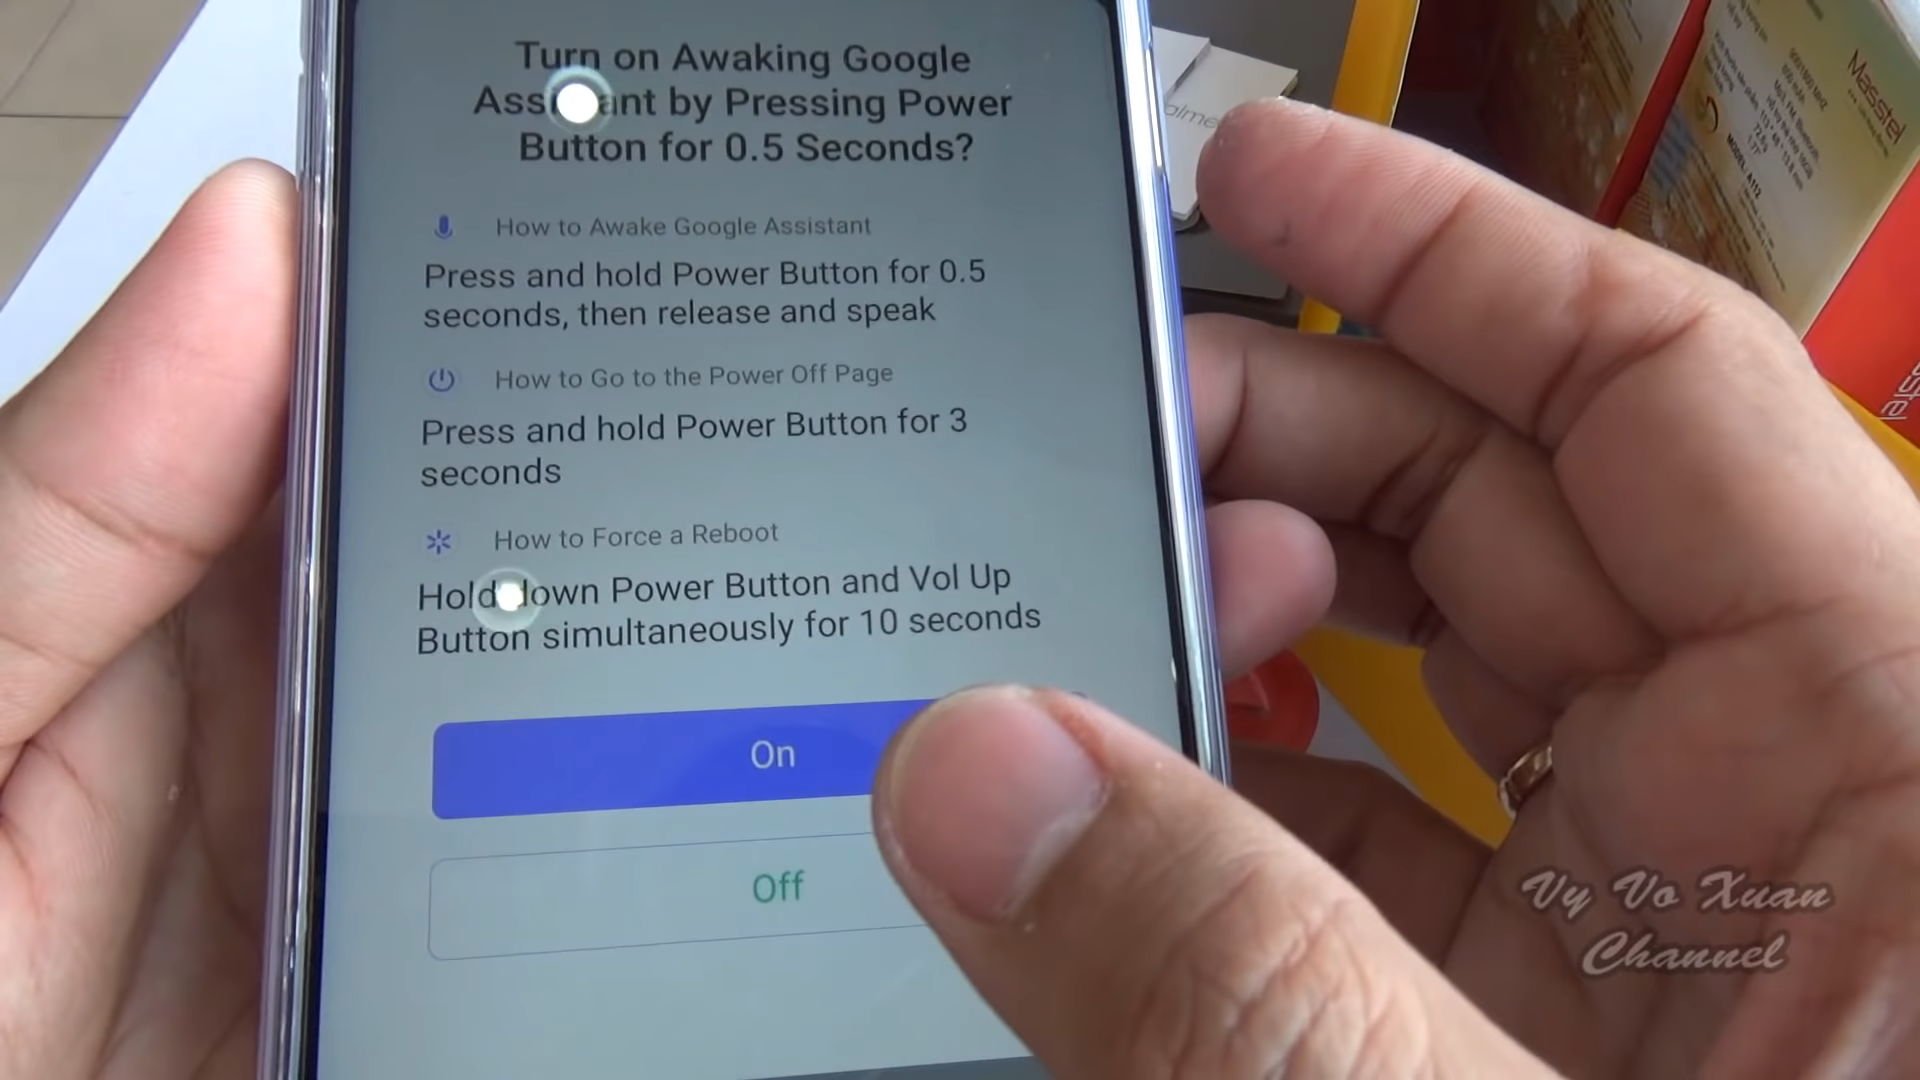 Turn on Awaking Google
Assistant by Pressing Power
Button for 0.5 Seconds?
How to Awake Google Assistant
Press and hold Power Button for 0.5
seconds, then release and speak
How to Go to the Power Off Page
Press and hold Power Button for 3
seconds
How to Force a Reboot
Hold down Power Button and Vol Up
Button simultaneously for 10 seconds
On
Off
Masstel
MODEL: A112
Vy Vo Xuan
Channel